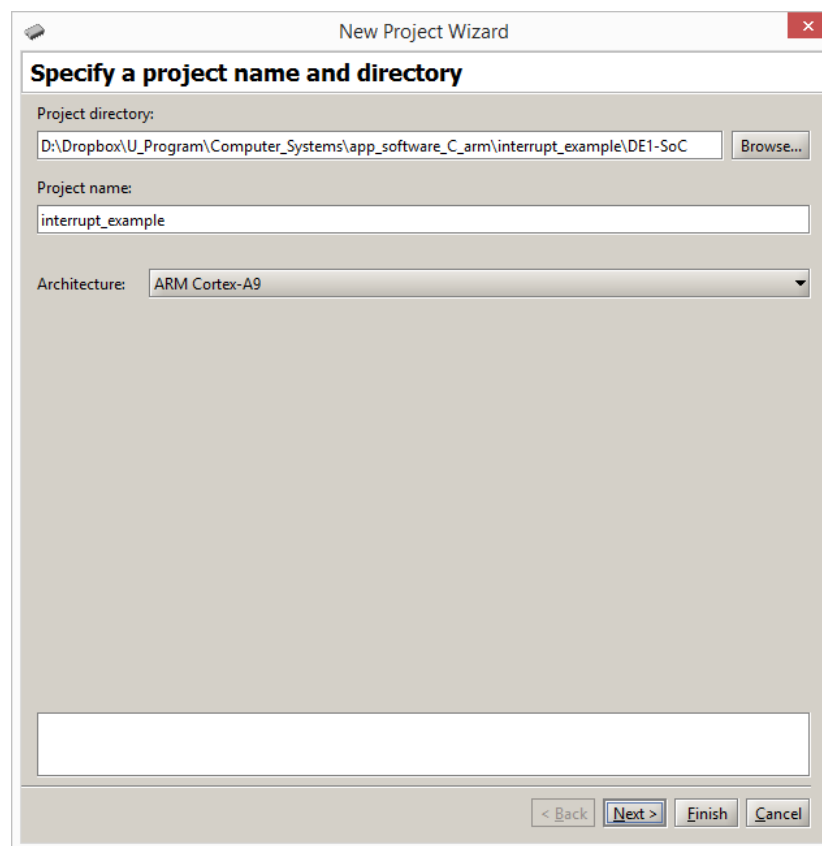 New Project Wizard
Specify a project name and directory
Project directory:
D:\Dropbox\U_Program\Computer_Systems\app_software_C_arm\interrupt_example\DE1-SoC
Browse...
Project name:
interrupt_example
Architecture:
ARM Cortex-A9
< Back
Next >
Finish
Cancel